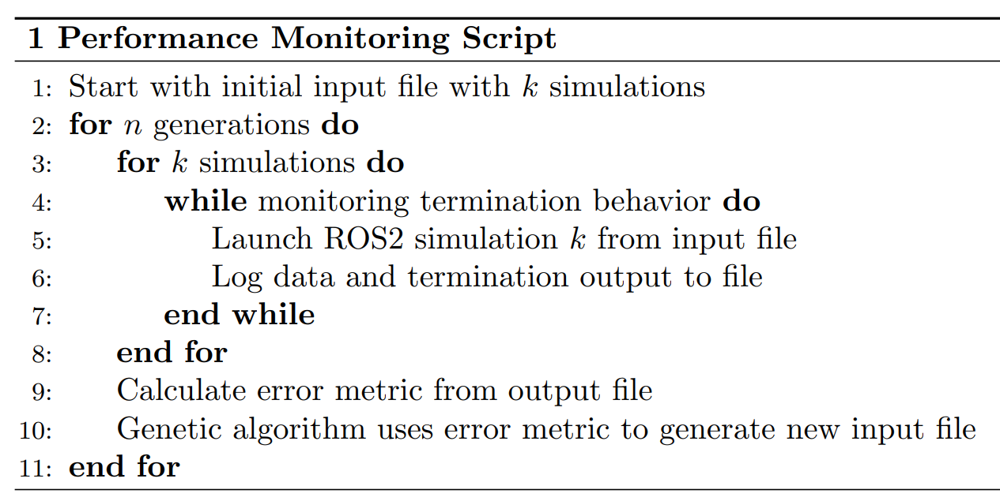 1 Performance Monitoring Script
1: Start with initial input file with k simulations
2: for n generations do
3: for k simulations do
4: while monitoring termination behavior do
5: Launch ROS2 simulation k from input file
6: Log data and termination output to file
7: end while
8: end for
9: Calculate error metric from output file
10: Genetic algorithm uses error metric to generate new input file
11: end for